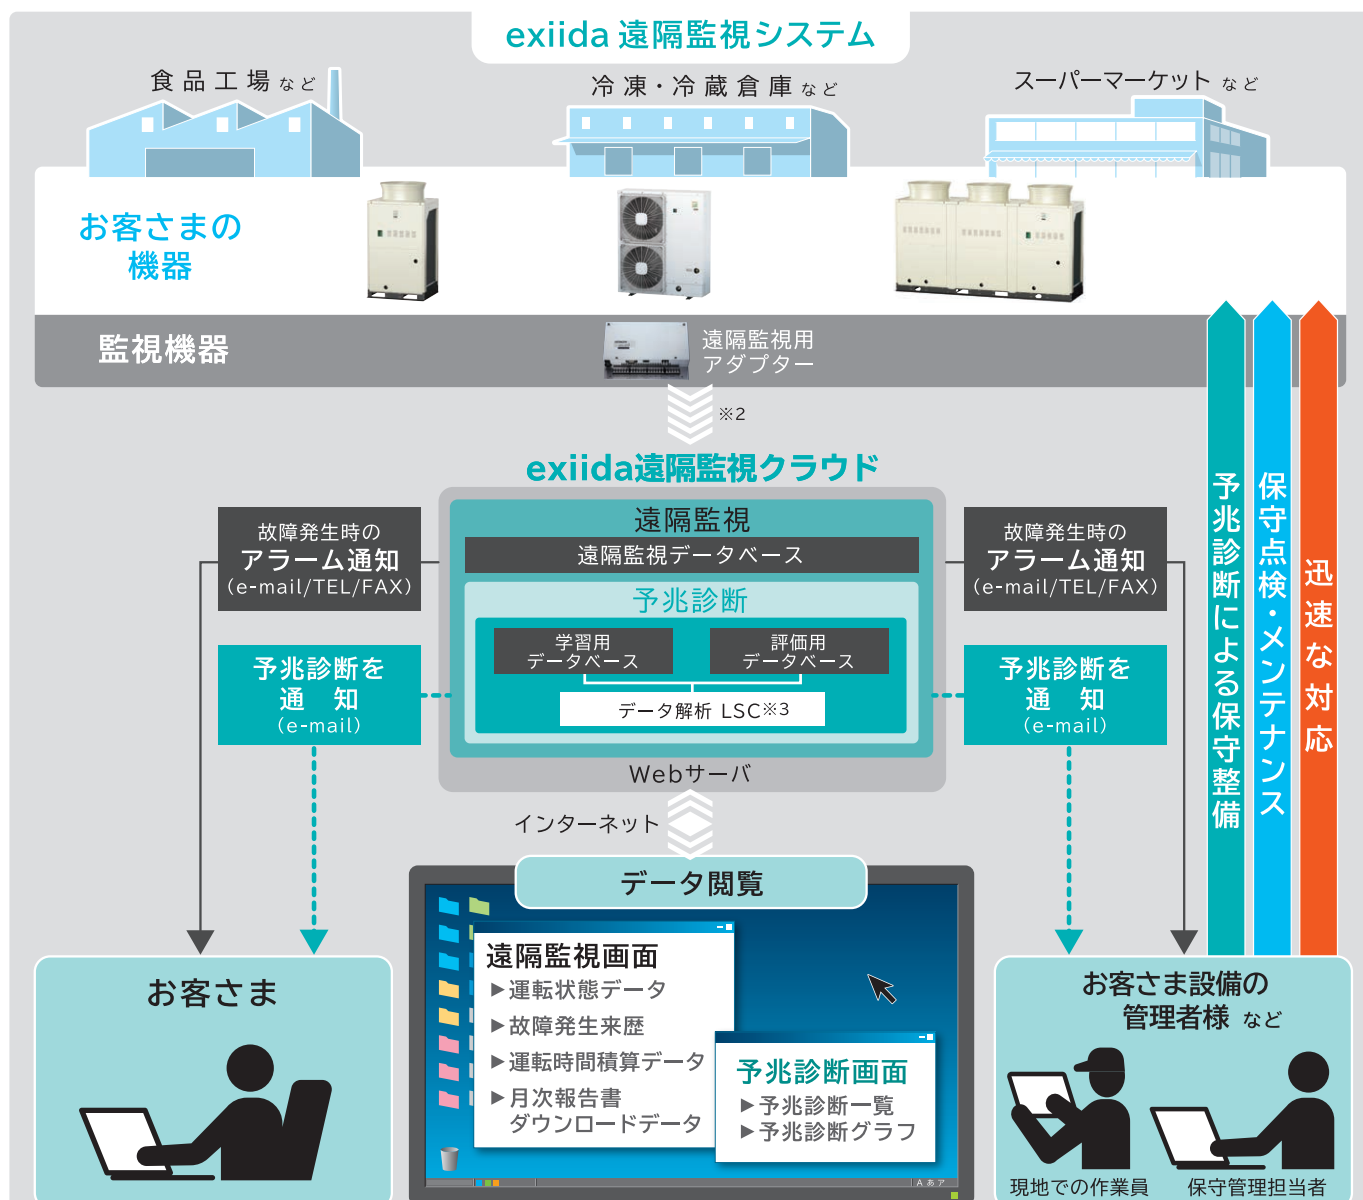 exiida 遠隔監視システム
食品工場 など
冷凍・冷蔵倉庫 など
スーパーマーケット など
お客さまの
機器
監視機器
遠隔監視用
アダプター
※2
exiida遠隔監視クラウド
故障発生時の
アラーム通知
(e-mail/TEL/FAX)
予兆診断を
通 知
(e-mail)
遠隔監視
遠隔監視データベース
予兆診断
学習用
データベース
評価用
データベース
データ解析 LSC※3
Webサーバ
故障発生時の
アラーム通知
(e-mail/TEL/FAX)
予兆診断を
通 知
(e-mail)
予兆診断による保守整備
保守点検・メンテナンス
迅速な対応
インターネット
データ閲覧
遠隔監視画面
▶運転状態データ
▶故障発生来歴
▶運転時間積算データ
▶月次報告書
ダウンロードデータ
予兆診断画面
▶予兆診断一覧
▶予兆診断グラフ
A あ ア
お客さま
お客さま設備の
管理者様 など
現地での作業員
保守管理担当者